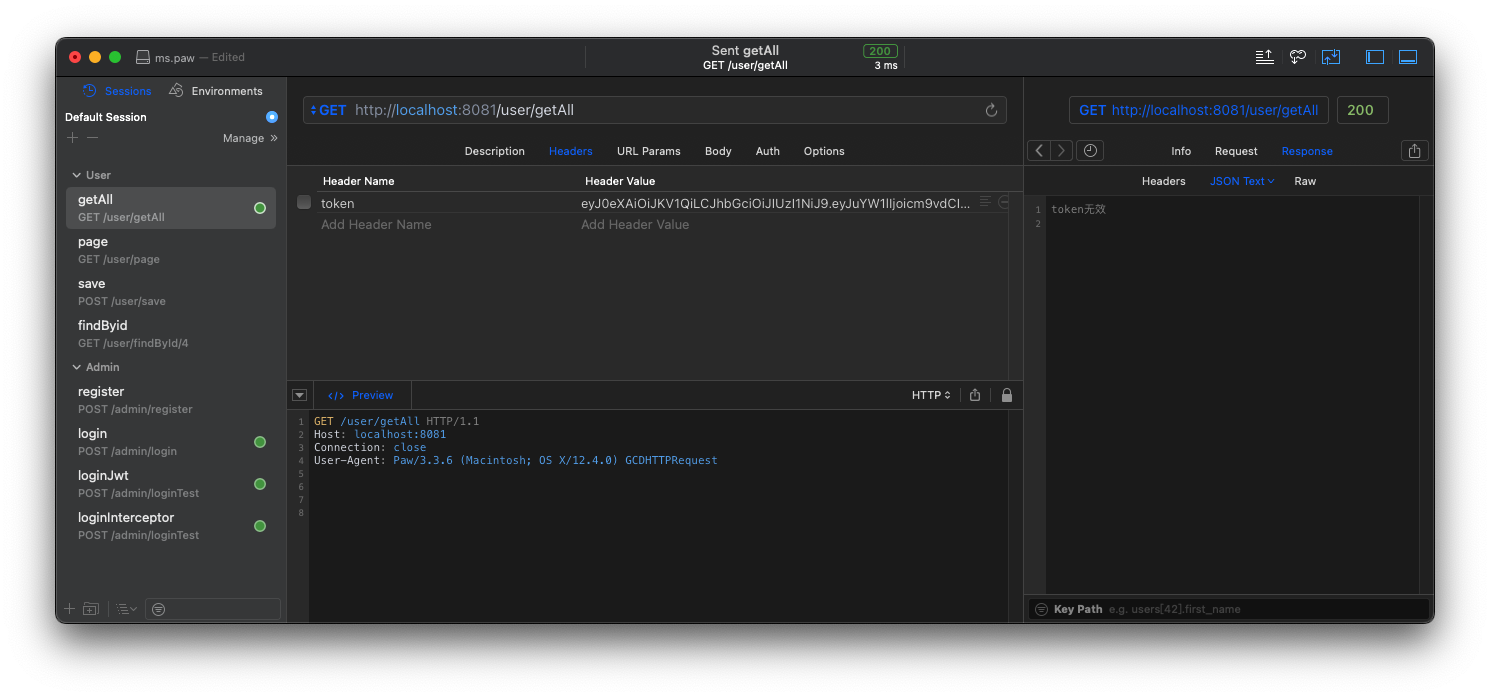 ms.paw — Edited
Sent getAll
GET /user/getAll
200
3 ms
Sessions
Environments
Default Session
Manage »
User
getAll
GET /user/getAll
page
GET /user/page
save
POST /user/save
findByid
GET /user/findById/4
Admin
register
POST /admin/register
login
POST /admin/login
loginJwt
POST /admin/loginTest
loginInterceptor
POST /admin/loginTest
GET http://localhost:8081/user/getAll
Description Headers URL Params Body Auth Options
Header Name Header Value
token eyJ0eXAiOiJKV1QiLCJhbGciOiJIUzI1NiJ9.eyJuYW1lIjoicm9vdCI...
Add Header Name Add Header Value
</> Preview
HTTP
1 GET /user/getAll HTTP/1.1
2 Host: localhost:8081
3 Connection: close
4 User-Agent: Paw/3.3.6 (Macintosh; OS X/12.4.0) GCDHTTPRequest
5
6
7
8
GET http://localhost:8081/user/getAll
200
Info Request Response
Headers JSON Text Raw
1 token无效
2
Key Path e.g. users[42].first_name